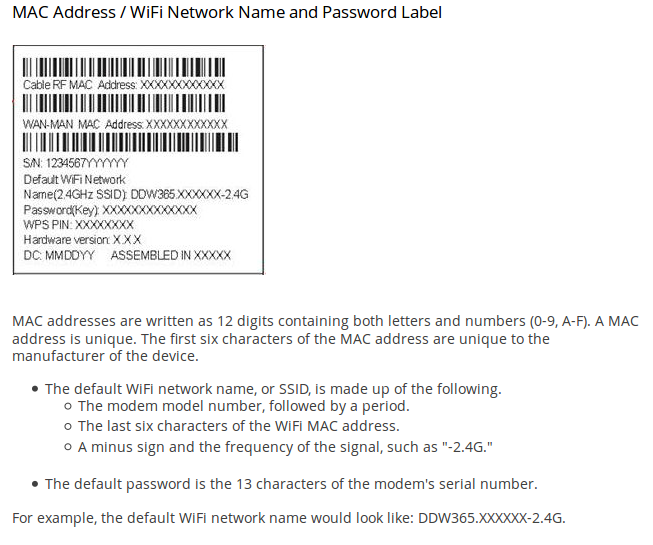 MAC Address / WiFi Network Name and Password Label
Cable RF MAC Address: XXXXXXXXXXXX
WAN-MAN MAC Address: XXXXXXXXXXXX
S/N: 1234567YYYYYY
Default WiFi Network
Name(2.4GHz SSID): DDW365.XXXXXX-2.4G
Password(Key): XXXXXXXXXXXXX
WPS PIN: XXXXXXXX
Hardware version: X.X.X
DC: MMDDYY ASSEMBLED IN XXXXX
MAC addresses are written as 12 digits containing both letters and numbers (0-9, A-F). A MAC
address is unique. The first six characters of the MAC address are unique to the
manufacturer of the device.
• The default WiFi network name, or SSID, is made up of the following.
o The modem model number, followed by a period.
o The last six characters of the WiFi MAC address.
o A minus sign and the frequency of the signal, such as "-2.4G."
• The default password is the 13 characters of the modem's serial number.
For example, the default WiFi network name would look like: DDW365.XXXXXX-2.4G.